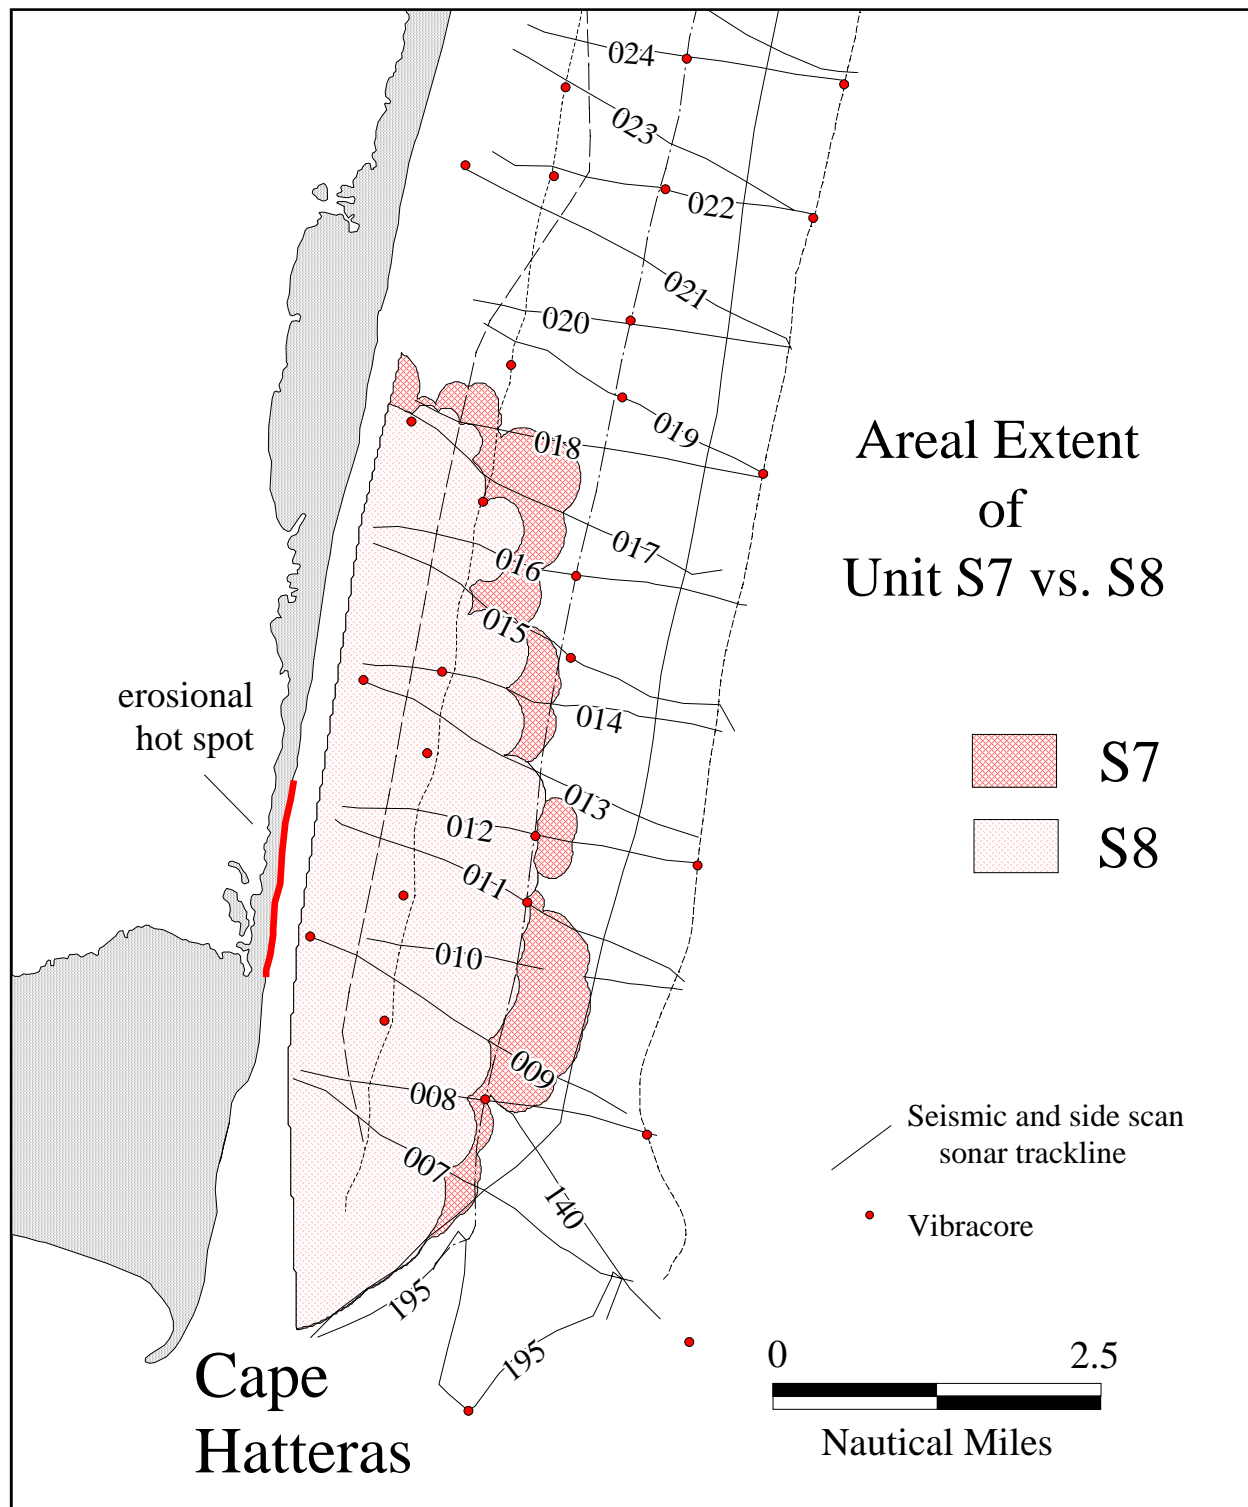 024
023
022
021
020
019
018
017
016
015
014
013
012
011
010
009
008
007
140
195
195
Areal Extent
of
Unit S7 vs. S8
erosional
hot spot
S7
S8
Seismic and side scan
sonar trackline
Vibracore
Cape
Hatteras
0 2.5
Nautical Miles